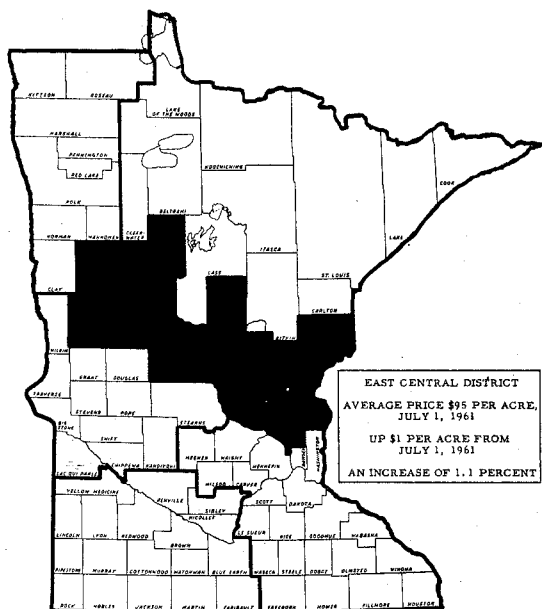 KITTSON
ROSEAU
LAKE OF THE WOODS
MARSHALL
PENNINGTON
RED LAKE
KOOCHICHING
COOK
POLK
BELTRAMI
LAKE
NORMAN
MAHNOMEN
CLEAR-WATER
ITASCA
CASS
ST. LOUIS
CLAY
CARLTON
AITKIN
WILKIN
GRANT
DOUGLAS
TRAVERSE
STEVENS
POPE
STEARNS
BIG STONE
SWIFT
ANOKA
WASHINGTON
MEEKER
WRIGHT
HENNEPIN
LAC QUI PARLE
CHIPPEWA
KANDIYOHI
MCLEOD
CARVER
YELLOW MEDICINE
RENVILLE
SCOTT
DAKOTA
SIBLEY
NICOLLET
LINCOLN
LYON
REDWOOD
LE SUEUR
RICE
GOODHUE
WABASHA
BROWN
PIPESTONE
MURRAY
COTTONWOOD
WATONWAN
BLUE EARTH
WASECA
STEELE
DODGE
OLMSTED
WINONA
ROCK
NOBLES
JACKSON
MARTIN
FARIBAULT
FREEBORN
MOWER
FILLMORE
HOUSTON
EAST CENTRAL DISTRICT
AVERAGE PRICE $95 PER ACRE,
JULY 1, 1961
UP $1 PER ACRE FROM
JULY 1, 1961
AN INCREASE OF 1.1 PERCENT